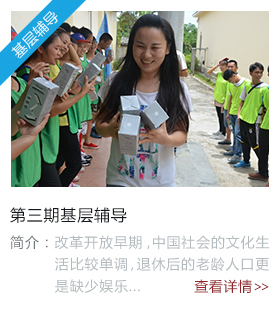 基层辅导
第三期基层辅导
简介：改革开放早期,中国社会的文化生
活比较单调,退休后的老龄人口更
是缺少娱乐... 查看详情>>